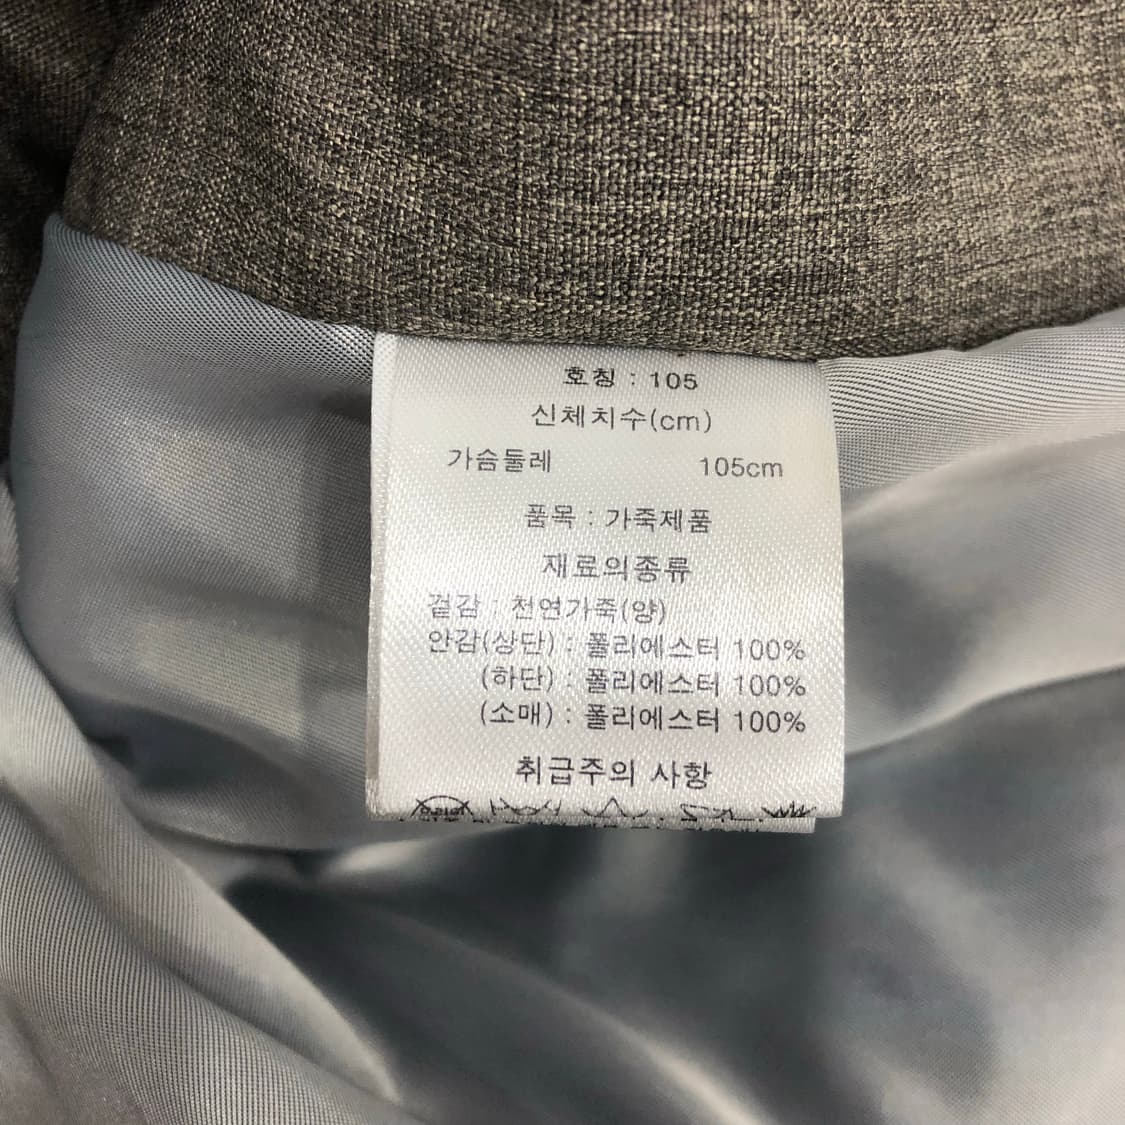 호칭 : 105
신체치수(cm)
가슴둘레 105cm
품목 : 가죽제품
재료의종류
겉감 : 천연가죽(양)
안감(상단) : 폴리에스터 100%
(하단) : 폴리에스터 100%
(소매) : 폴리에스터 100%
취급주의 사항